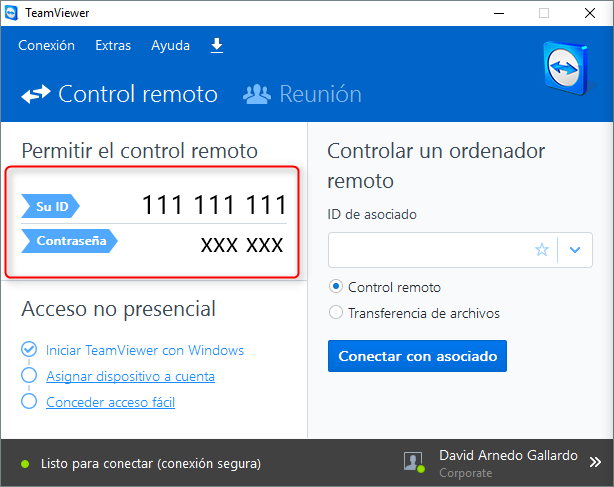 TeamViewer
Conexión Extras Ayuda
Control remoto Reunión
Permitir el control remoto
Su ID 111 111 111
Contraseña xxx xxx
Acceso no presencial
Iniciar TeamViewer con Windows
Asignar dispositivo a cuenta
Conceder acceso fácil
Controlar un ordenador
remoto
ID de asociado
Control remoto
Transferencia de archivos
Conectar con asociado
Listo para conectar (conexión segura)
David Arnedo Gallardo
Corporate